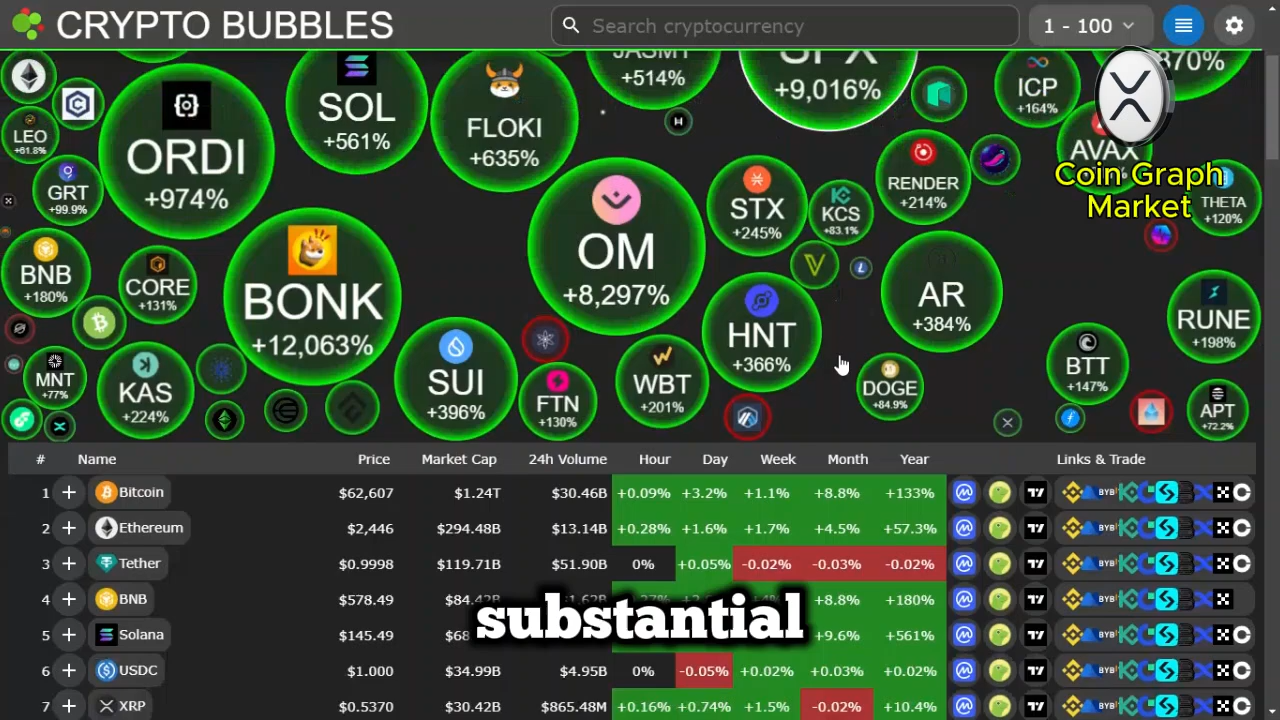 CRYPTO BUBBLES
Search cryptocurrency
1 - 100
JASMY
+514%
+9,016%
870%
SOL
+561%
FLOKI
+635%
ICP
+164%
LEO
+61.8%
ORDI
+974%
AVAX
Coin Graph
Market
GRT
+99.9%
STX
+245%
KCS
+83.1%
RENDER
+214%
THETA
+120%
OM
+8,297%
BNB
+180%
CORE
+131%
BONK
+12,063%
HNT
+366%
AR
+384%
RUNE
+198%
MNT
+77%
KAS
+224%
SUI
+396%
FTN
+130%
WBT
+201%
DOGE
+84.9%
BTT
+147%
APT
+72.2%
# Name Price Market Cap 24h Volume Hour Day Week Month Year Links & Trade
1 + Bitcoin $62,607 $1.24T $30.46B +0.09% +3.2% +1.1% +8.8% +133% BYB
2 + Ethereum $2,446 $294.48B $13.14B +0.28% +1.6% +1.7% +4.5% +57.3% BYB
3 + Tether $0.9998 $119.71B $51.90B 0% +0.05% -0.02% -0.03% -0.02% BYB
4 + BNB $578.49 +8.8% +180% BYB
substantial
5 + Solana $145.49 +9.6% +561% BYB
6 + USDC $1.000 $34.99B $4.95B 0% -0.05% +0.02% +0.03% +0.02% BYB
7 + XRP $0.5370 $30.42B $865.48M +0.16% +0.74% +1.5% -0.02% +10.4% BYB